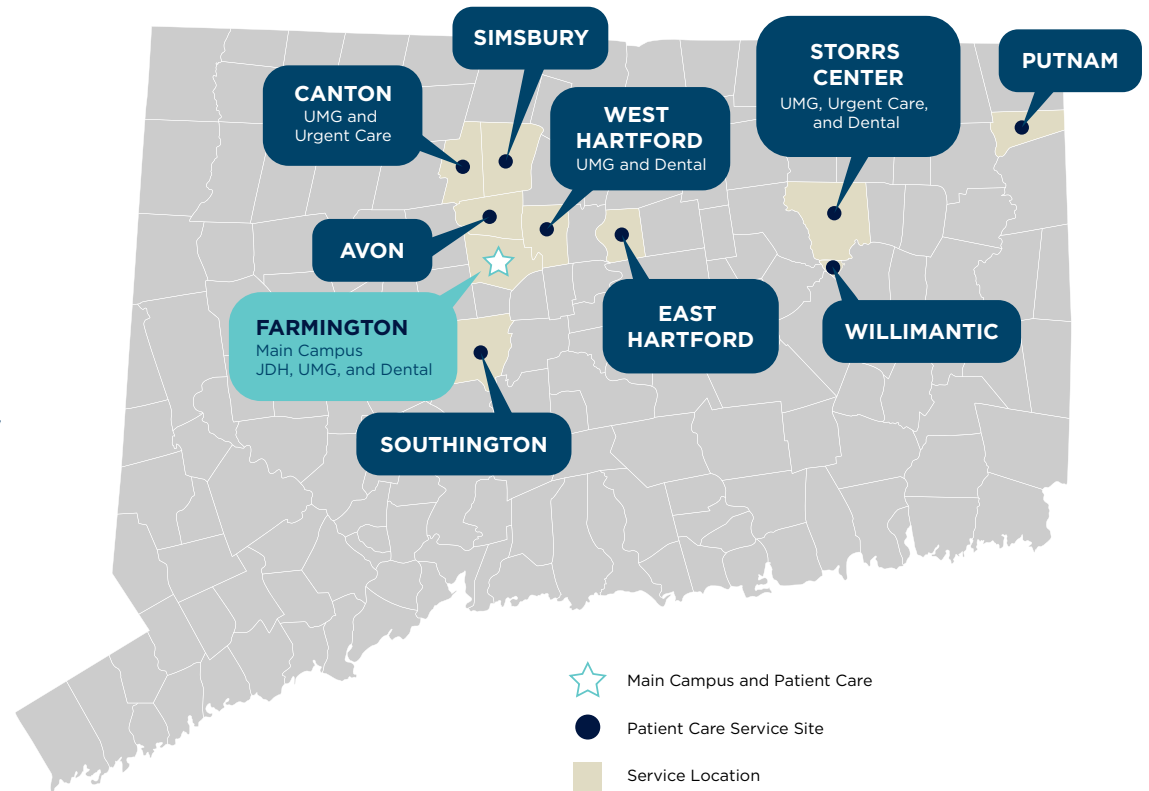 SIMSBURY
CANTON
UMG and
Urgent Care
WEST
HARTFORD
UMG and Dental
STORRS
CENTER
UMG, Urgent Care,
and Dental
PUTNAM
AVON
FARMINGTON
Main Campus
JDH, UMG, and Dental
EAST
HARTFORD
WILLIMANTIC
SOUTHINGTON
Main Campus and Patient Care
Patient Care Service Site
Service Location